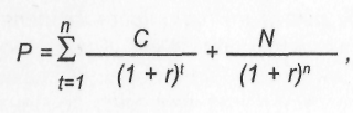 P = n∑t=1 C/(1 + r)^t + N/(1 + r)^n ,